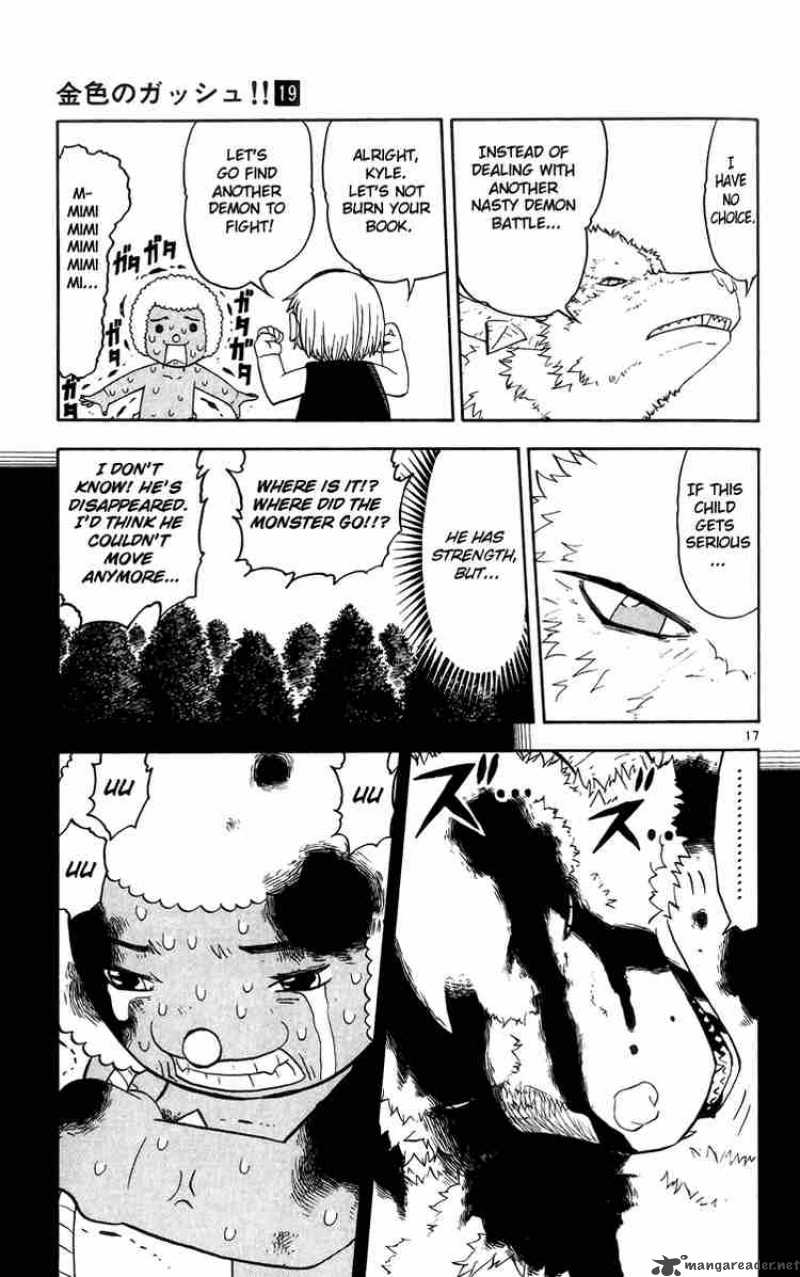 金色のガッシュ!! 19
I
HAVE
NO
CHOICE.
INSTEAD OF
DEALING WITH
ANOTHER
NASTY DEMON
BATTLE...
ALRIGHT,
KYLE.
LET'S NOT
BURN YOUR
BOOK.
LET'S
GO FIND
ANOTHER
DEMON TO
FIGHT!
M-
MIMI
MIMI
MIMI
MIMI
MI...
ガタ
ガタ
ガタ
ガタ
IF THIS
CHILD
GETS
SERIOUS
...
HE HAS
STRENGTH,
BUT...
WHERE IS IT!?
WHERE DID THE
MONSTER GO!!?
I DON'T
KNOW! HE'S
DISAPPEARED.
I'D THINK HE
COULDN'T
MOVE
ANYMORE...
17
..........
ズ...
ズ...
UU
UU
UU
mangareader.net